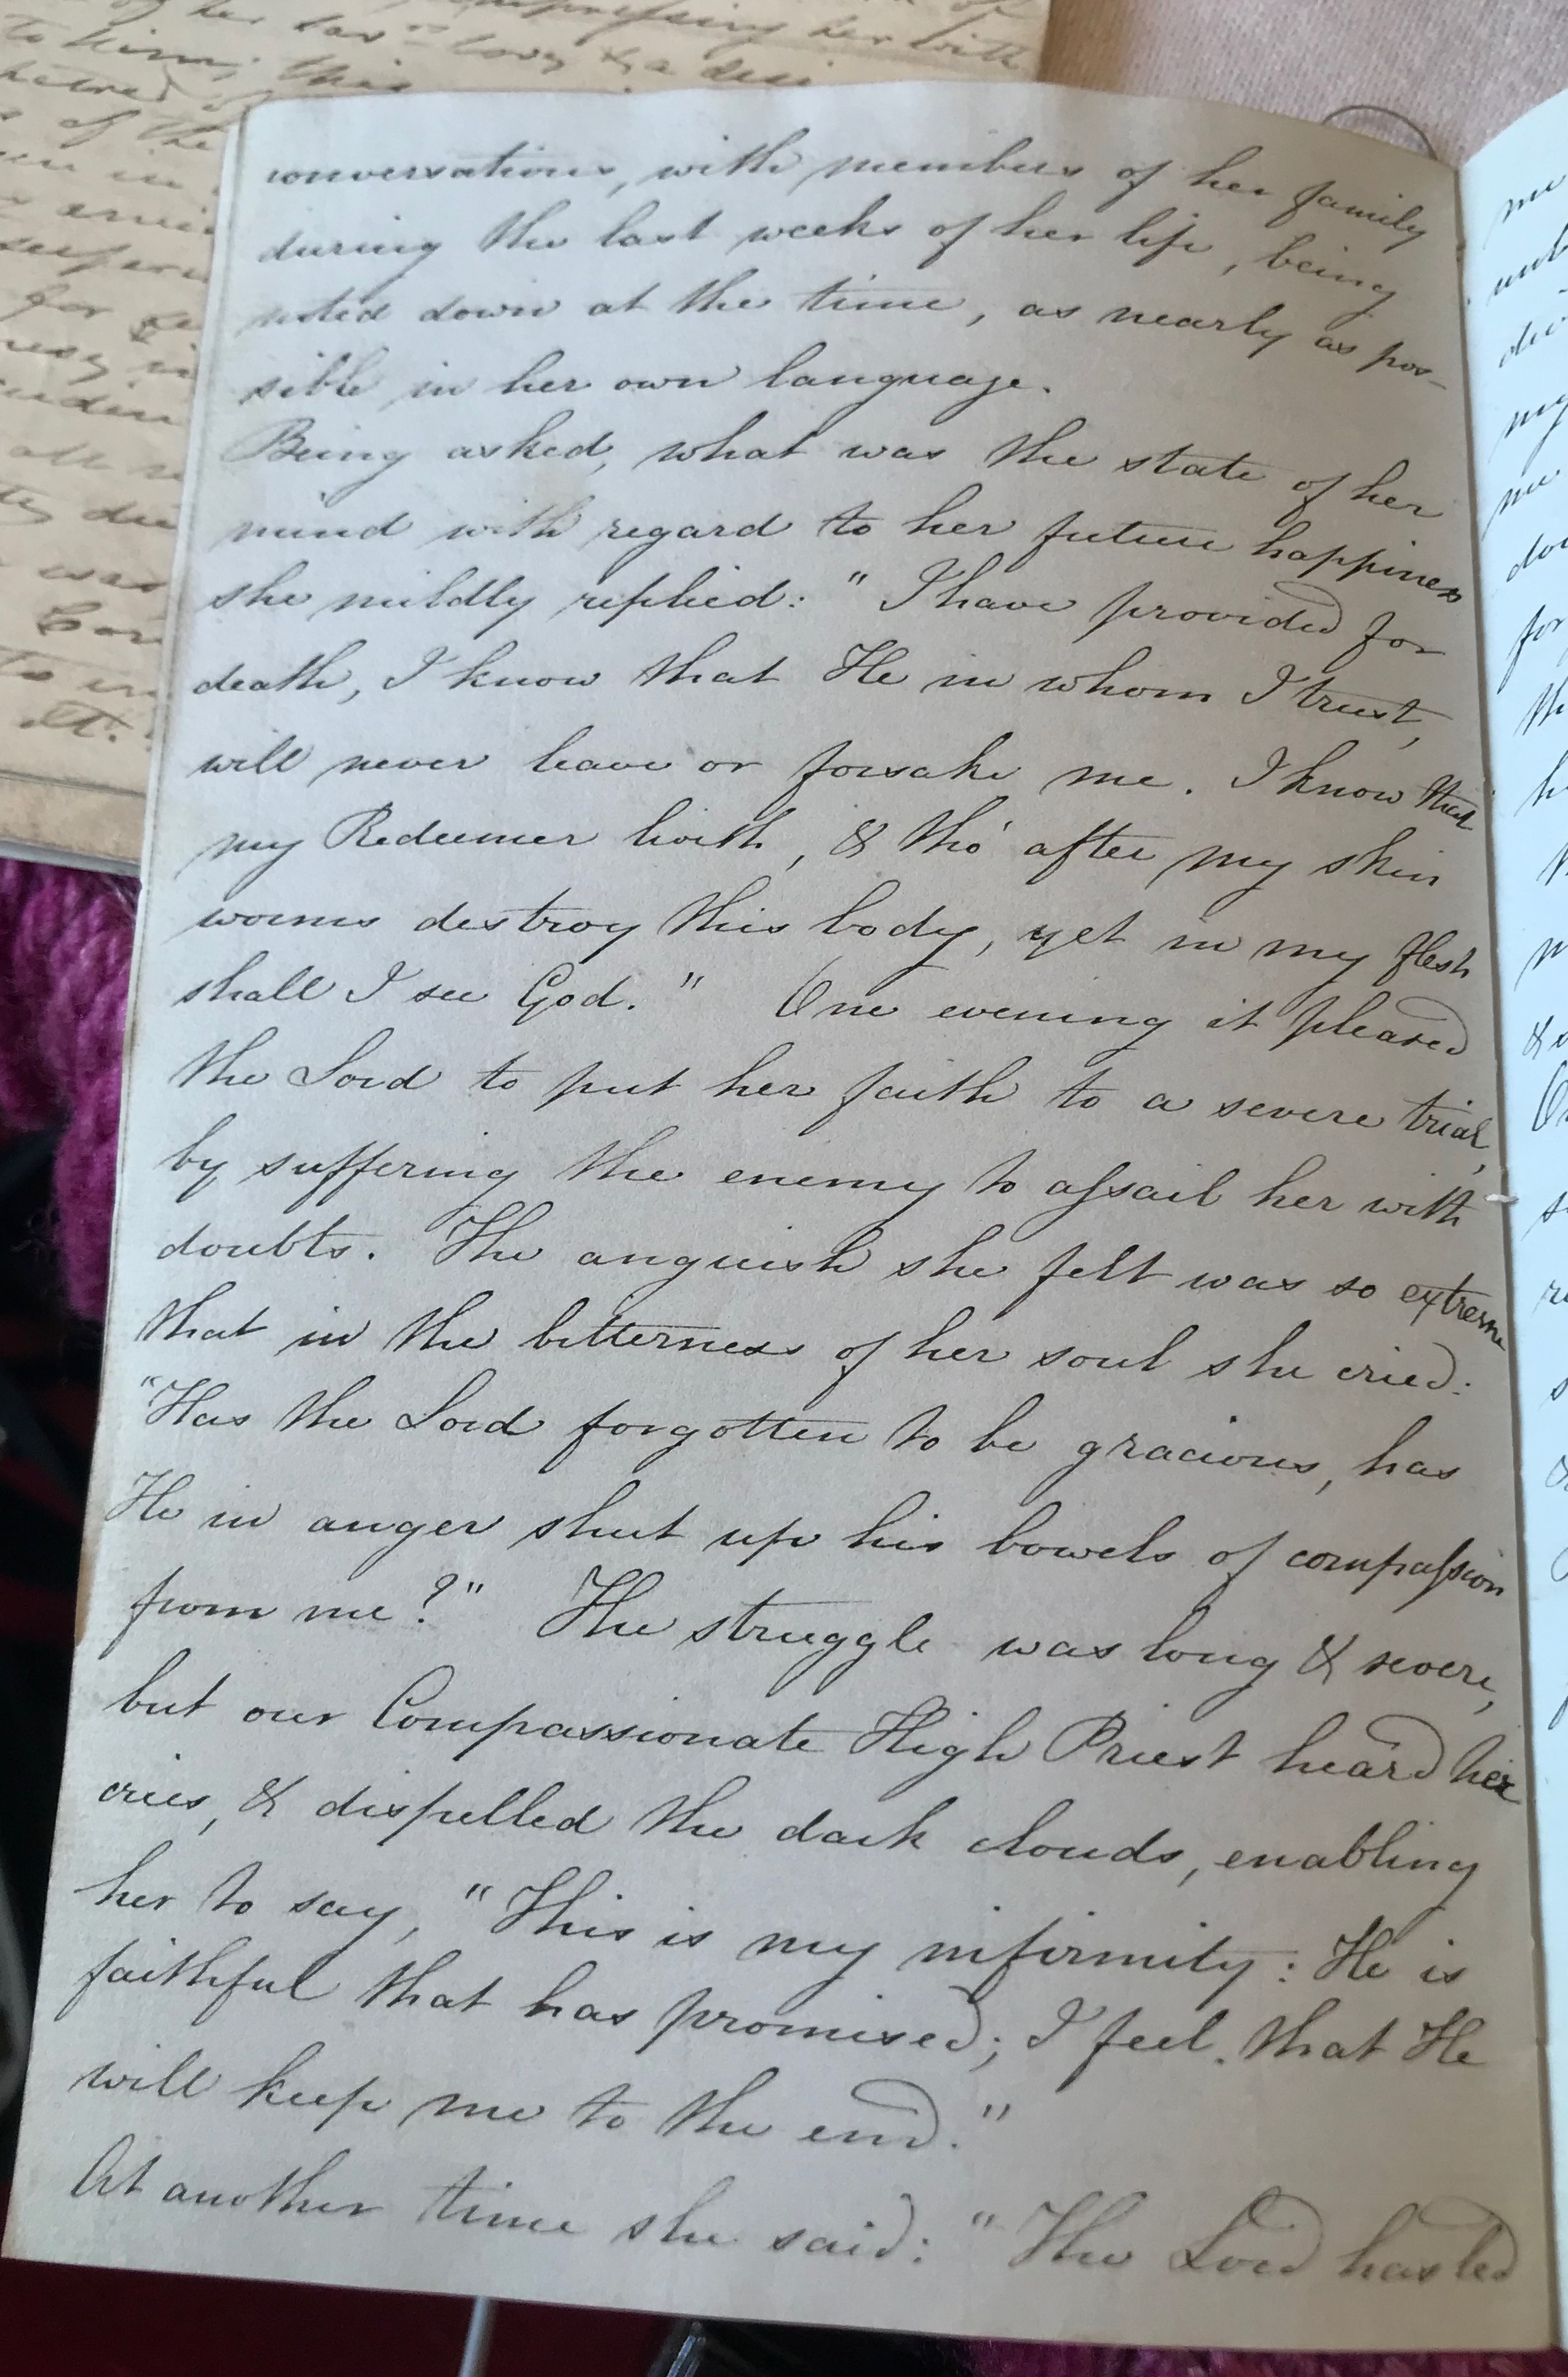 to him; this
of the
for
conversations, with members of her family
during the last weeks of her life, being
noted down at the time, as nearly as pos-
sible in her own language.
Being asked, what was the state of her
mind with regard to her future happiness
she mildly replied: "I have provided for
death, I know that He in whom I trust,
will never leave or forsake me. I know that
my Redeemer liveth, & tho' after my skin
worms destroy this body, yet in my flesh
shall I see God." One evening it pleased
the Lord to put her faith to a severe trial,
by suffering the enemy to assail her with
doubts. The anguish she felt was so extreme
that in the bitterness of her soul she cried:
"Has the Lord forgotten to be gracious, has
He in anger shut up his bowels of compassion
from me?" The struggle was long & severe,
but our Compassionate High Priest heard her
cries, & dispelled the dark clouds, enabling
her to say, "This is my infirmity: He is
faithful that has promised; I feel that He
will keep me to the end."
At another time she said: "The Lord has led